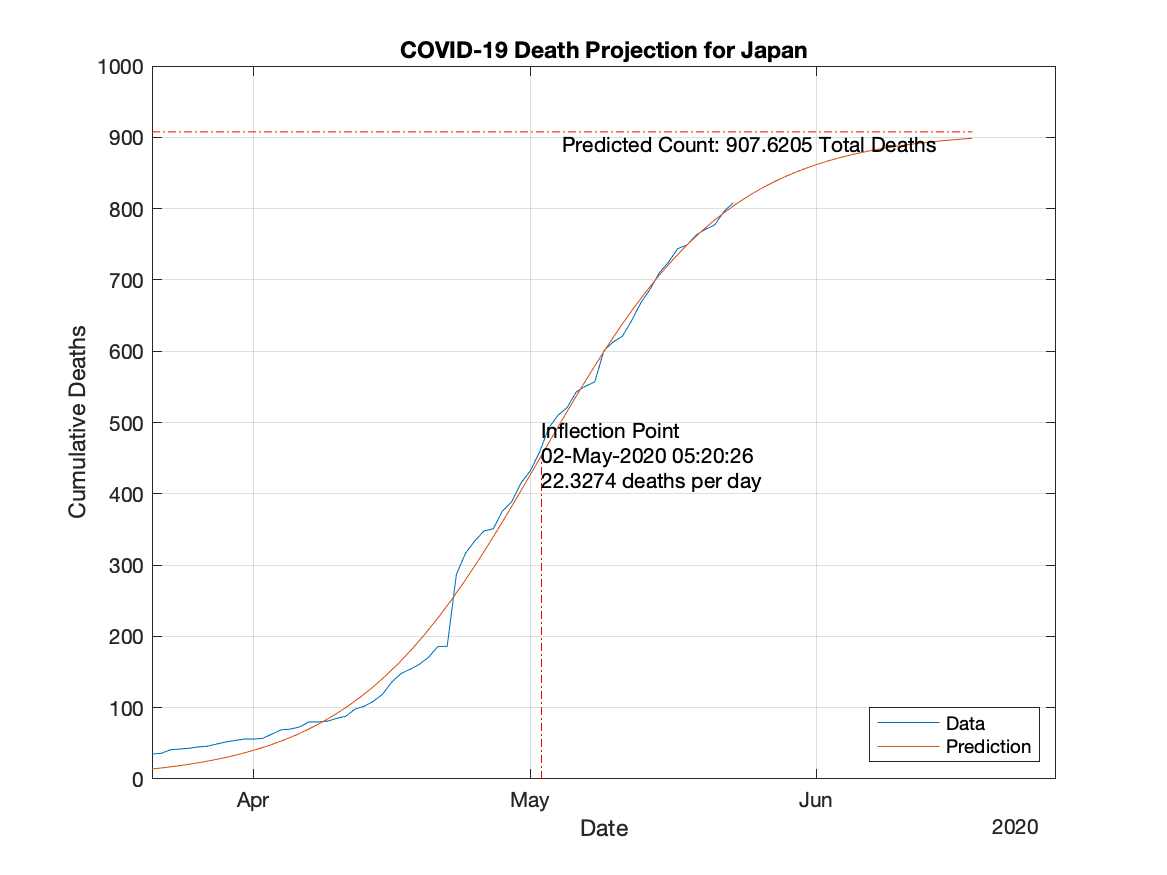 COVID-19 Death Projection for Japan
1000
900
800
700
600
500
400
300
200
100
0
Cumulative Deaths
Predicted Count: 907.6205 Total Deaths
Inflection Point
02-May-2020 05:20:26
22.3274 deaths per day
Data
Prediction
Apr May Jun
Date
2020